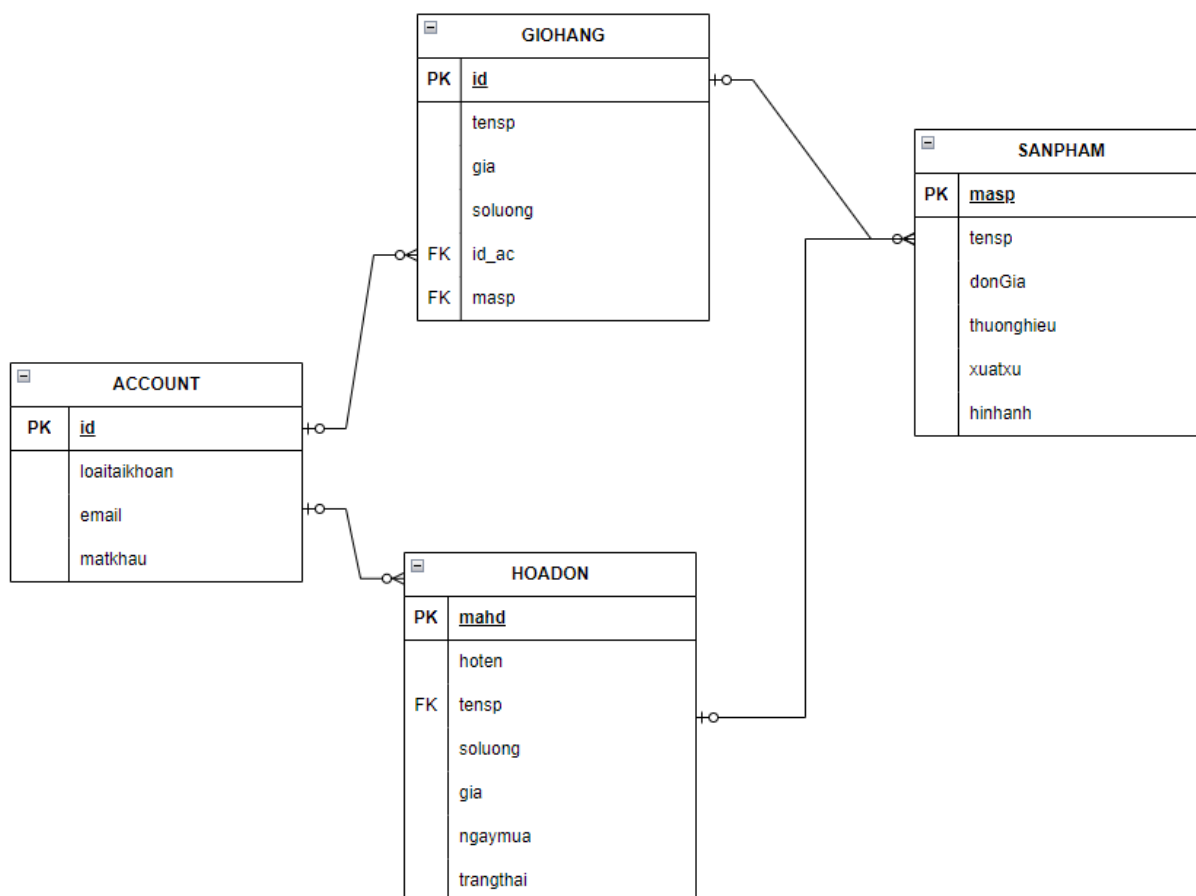 GIOHANG
PK id
tensp
gia
soluong
FK id_ac
FK masp
SANPHAM
PK masp
tensp
donGia
thuonghieu
xuatxu
hinhanh
ACCOUNT
PK id
loaitaikhoan
email
matkhau
HOADON
PK mahd
hoten
FK tensp
soluong
gia
ngaymua
trangthai